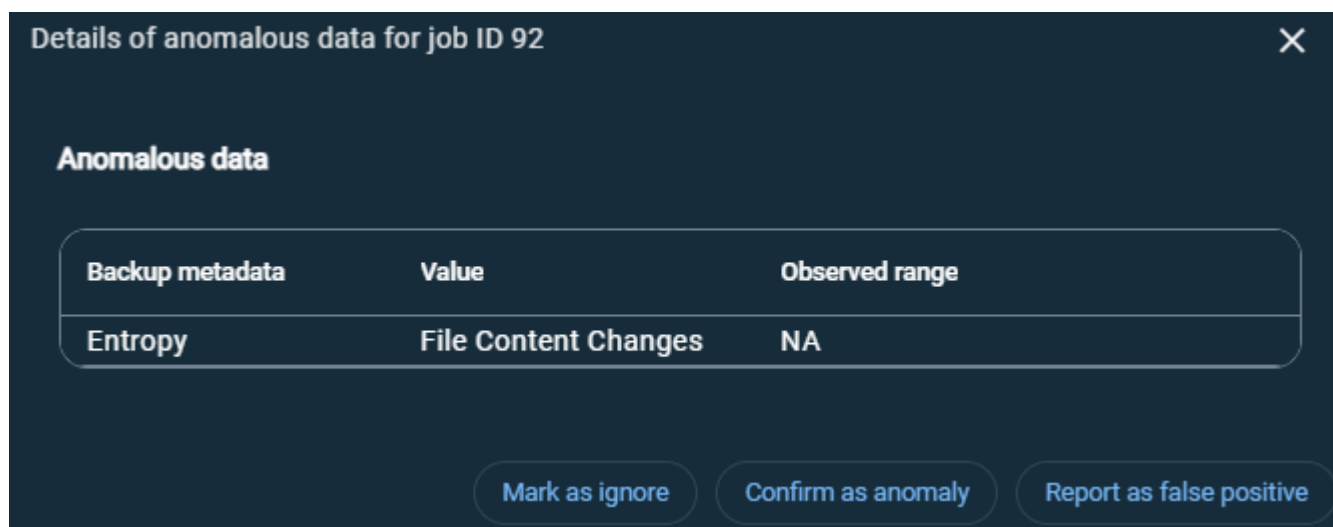 Details of anomalous data for job ID 92
Anomalous data
Backup metadata Value Observed range
Entropy File Content Changes NA
Mark as ignore Confirm as anomaly Report as false positive